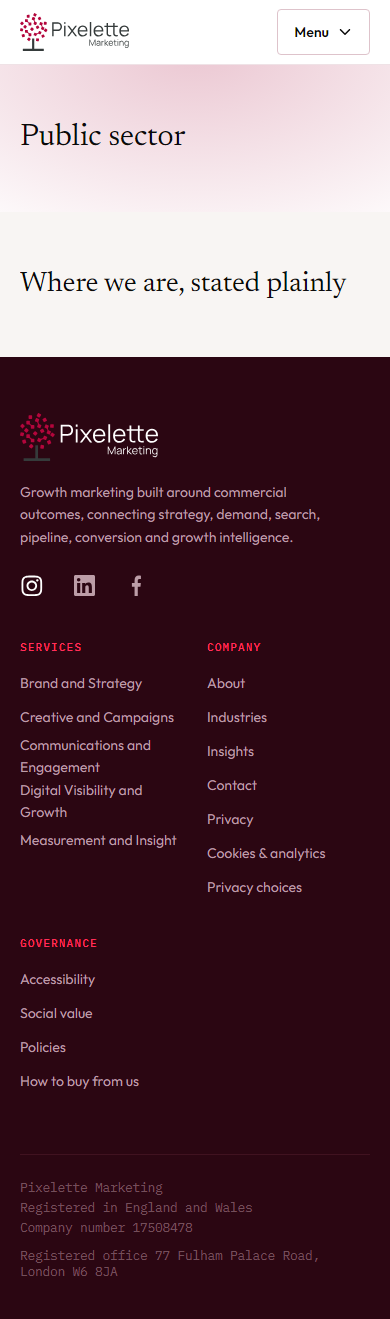 Pixelette
Marketing
Menu
Public sector
Where we are, stated plainly
Pixelette
Marketing
Growth marketing built around commercial
outcomes, connecting strategy, demand, search,
pipeline, conversion and growth intelligence.
SERVICES
Brand and Strategy
Creative and Campaigns
Communications and
Engagement
Digital Visibility and
Growth
Measurement and Insight
COMPANY
About
Industries
Insights
Contact
Privacy
Cookies & analytics
Privacy choices
GOVERNANCE
Accessibility
Social value
Policies
How to buy from us
Pixelette Marketing
Registered in England and Wales
Company number 17508478
Registered office 77 Fulham Palace Road,
London W6 8JA